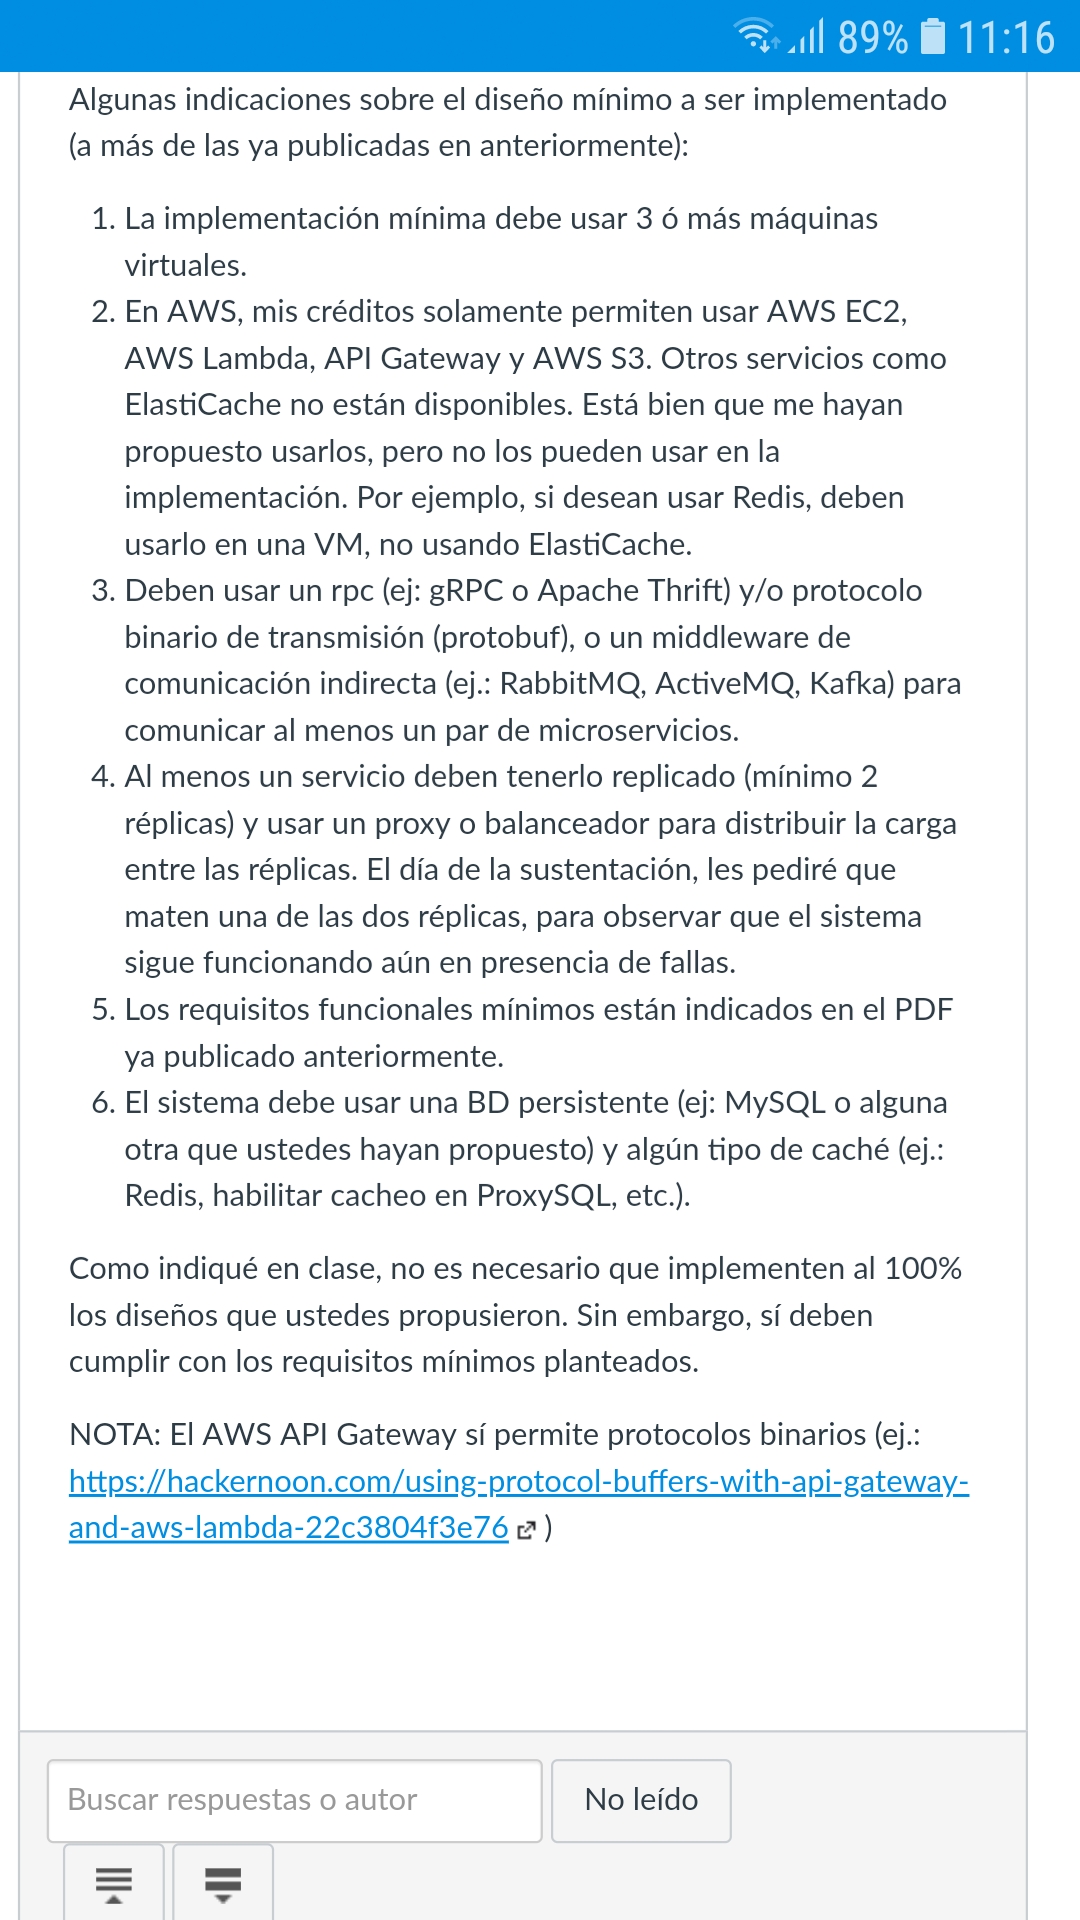 89% 11:16
Algunas indicaciones sobre el diseño mínimo a ser implementado
(a más de las ya publicadas en anteriormente):
1. La implementación mínima debe usar 3 ó más máquinas
virtuales.
2. En AWS, mis créditos solamente permiten usar AWS EC2,
AWS Lambda, API Gateway y AWS S3. Otros servicios como
ElastiCache no están disponibles. Está bien que me hayan
propuesto usarlos, pero no los pueden usar en la
implementación. Por ejemplo, si desean usar Redis, deben
usarlo en una VM, no usando ElastiCache.
3. Deben usar un rpc (ej: gRPC o Apache Thrift) y/o protocolo
binario de transmisión (protobuf), o un middleware de
comunicación indirecta (ej.: RabbitMQ, ActiveMQ, Kafka) para
comunicar al menos un par de microservicios.
4. Al menos un servicio deben tenerlo replicado (mínimo 2
réplicas) y usar un proxy o balanceador para distribuir la carga
entre las réplicas. El día de la sustentación, les pediré que
maten una de las dos réplicas, para observar que el sistema
sigue funcionando aún en presencia de fallas.
5. Los requisitos funcionales mínimos están indicados en el PDF
ya publicado anteriormente.
6. El sistema debe usar una BD persistente (ej: MySQL o alguna
otra que ustedes hayan propuesto) y algún tipo de caché (ej.:
Redis, habilitar cacheo en ProxySQL, etc.).
Como indiqué en clase, no es necesario que implementen al 100%
los diseños que ustedes propusieron. Sin embargo, sí deben
cumplir con los requisitos mínimos planteados.
NOTA: El AWS API Gateway sí permite protocolos binarios (ej.:
https://hackernoon.com/using-protocol-buffers-with-api-gateway-
and-aws-lambda-22c3804f3e76 )
Buscar respuestas o autor
No leído